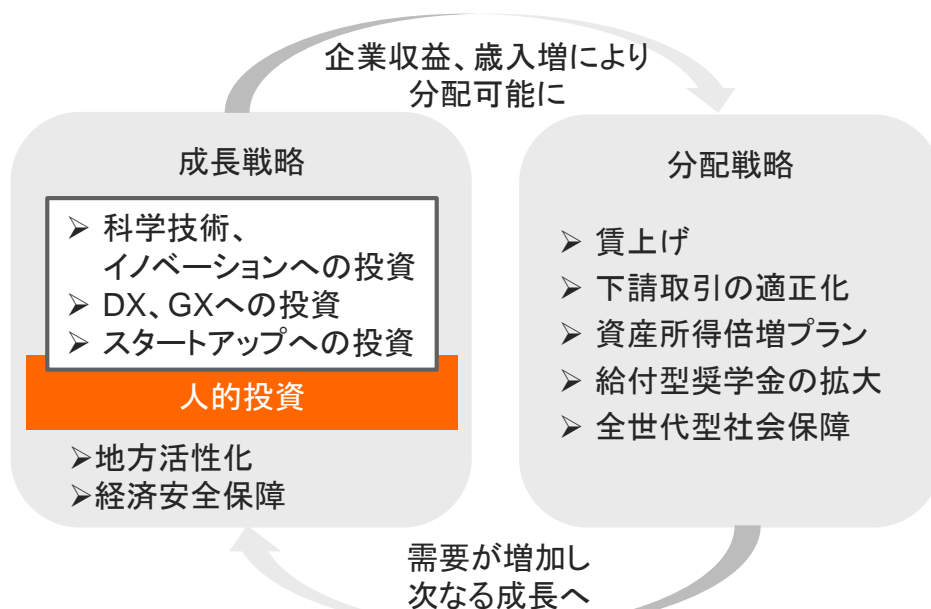 企業収益、歳入増により
分配可能に
成長戦略
➢ 科学技術、
イノベーションへの投資
➢ DX、GXへの投資
➢ スタートアップへの投資
人的投資
➢地方活性化
➢経済安全保障
分配戦略
➢ 賃上げ
➢ 下請取引の適正化
➢ 資産所得倍増プラン
➢ 給付型奨学金の拡大
➢ 全世代型社会保障
需要が増加し
次なる成長へ